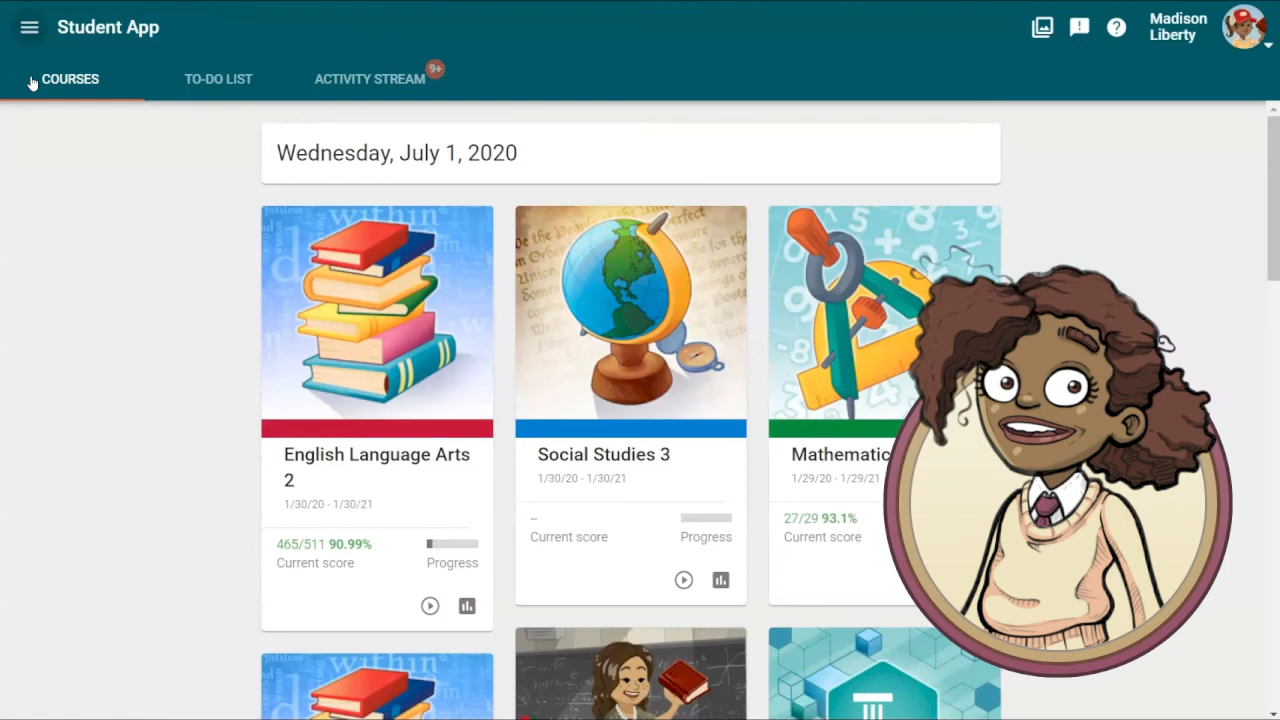 Student App
Madison
Liberty
COURSES
TO-DO LIST
ACTIVITY STREAM
9+
Wednesday, July 1, 2020
within
English Language Arts
2
1/30/20 - 1/30/21
465/511 90.99%
Current score
Progress
Social Studies 3
1/30/20 - 1/30/21
--
Current score
Progress
Mathematic
1/29/20 - 1/29/21
27/29 93.1%
Current score
within